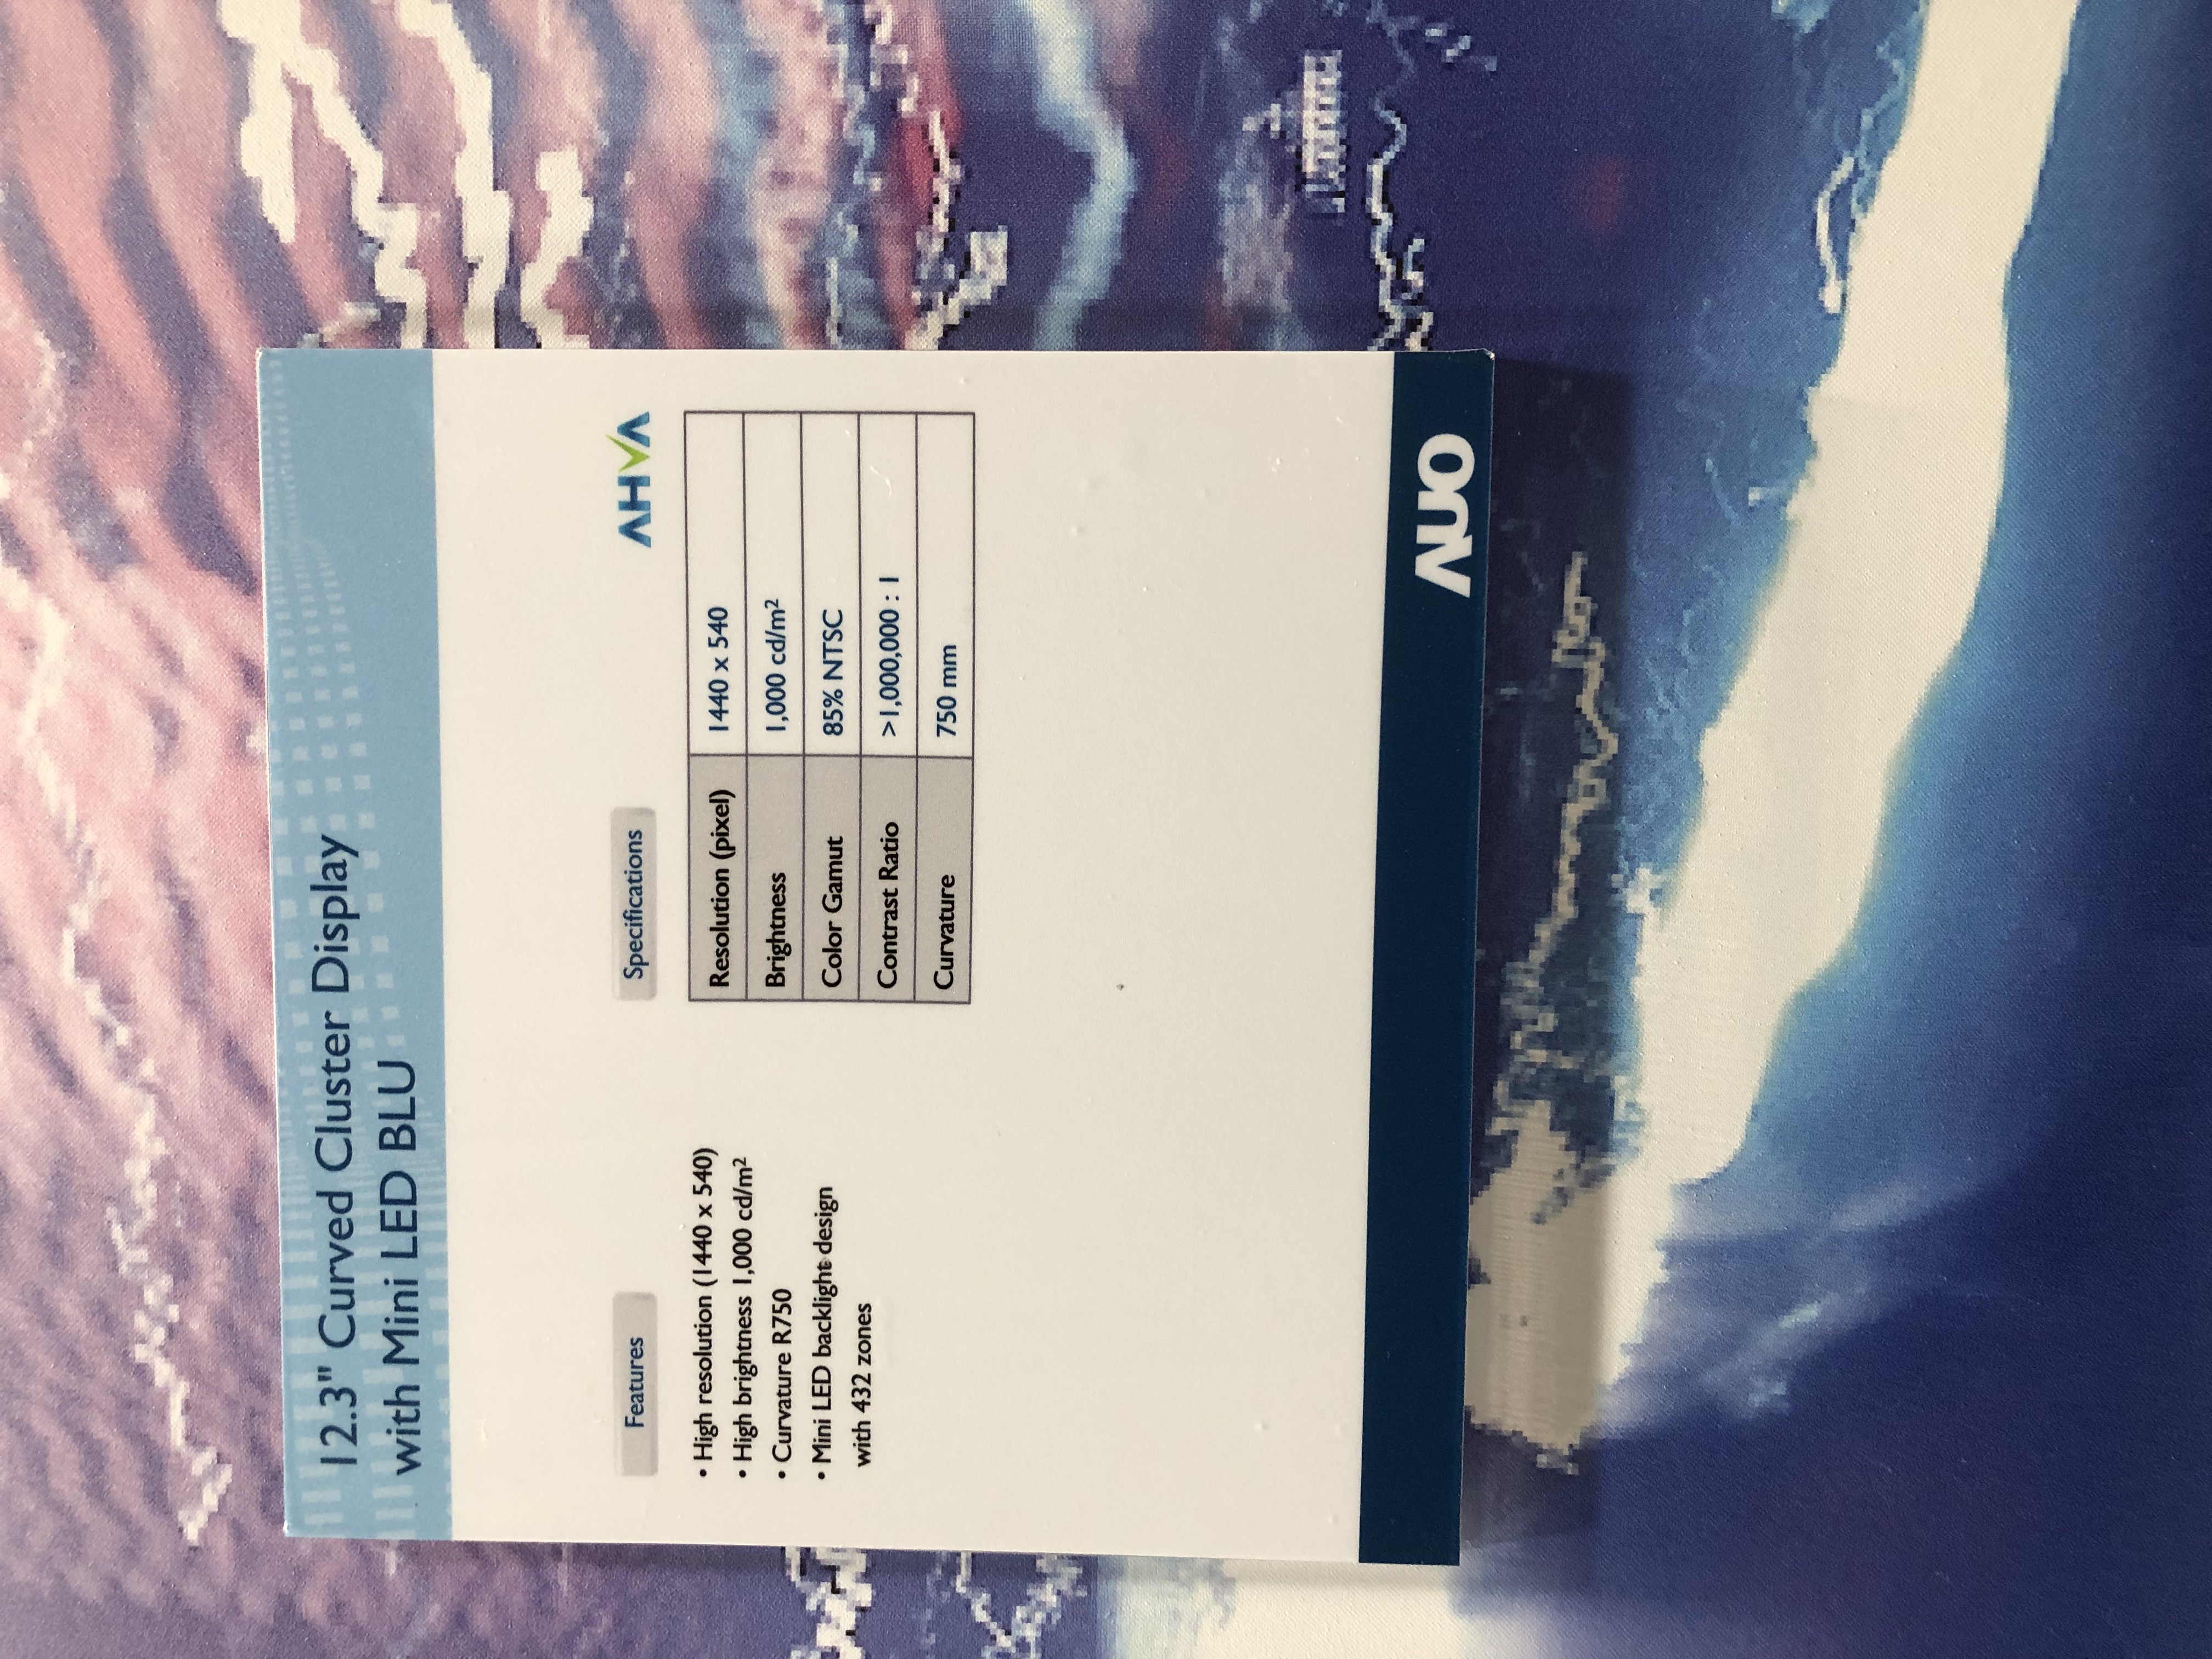 12.3" Curved Cluster Display
with Mini LED BLU
Features
• High resolution (1440 x 540)
• High brightness 1,000 cd/m²
• Curvature R750
• Mini LED backlight design
with 432 zones
Specifications
AHVA
Resolution (pixel) 1440 x 540
Brightness 1,000 cd/m²
Color Gamut 85% NTSC
Contrast Ratio >1,000,000 : 1
Curvature 750 mm
AUO